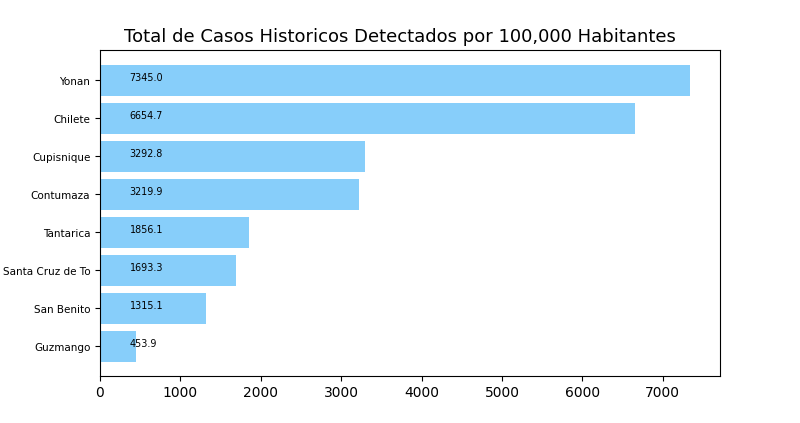 Total de Casos Historicos Detectados por 100,000 Habitantes
Yonan 7345.0
Chilete 6654.7
Cupisnique 3292.8
Contumaza 3219.9
Tantarica 1856.1
Santa Cruz de To 1693.3
San Benito 1315.1
Guzmango 453.9
0 1000 2000 3000 4000 5000 6000 7000